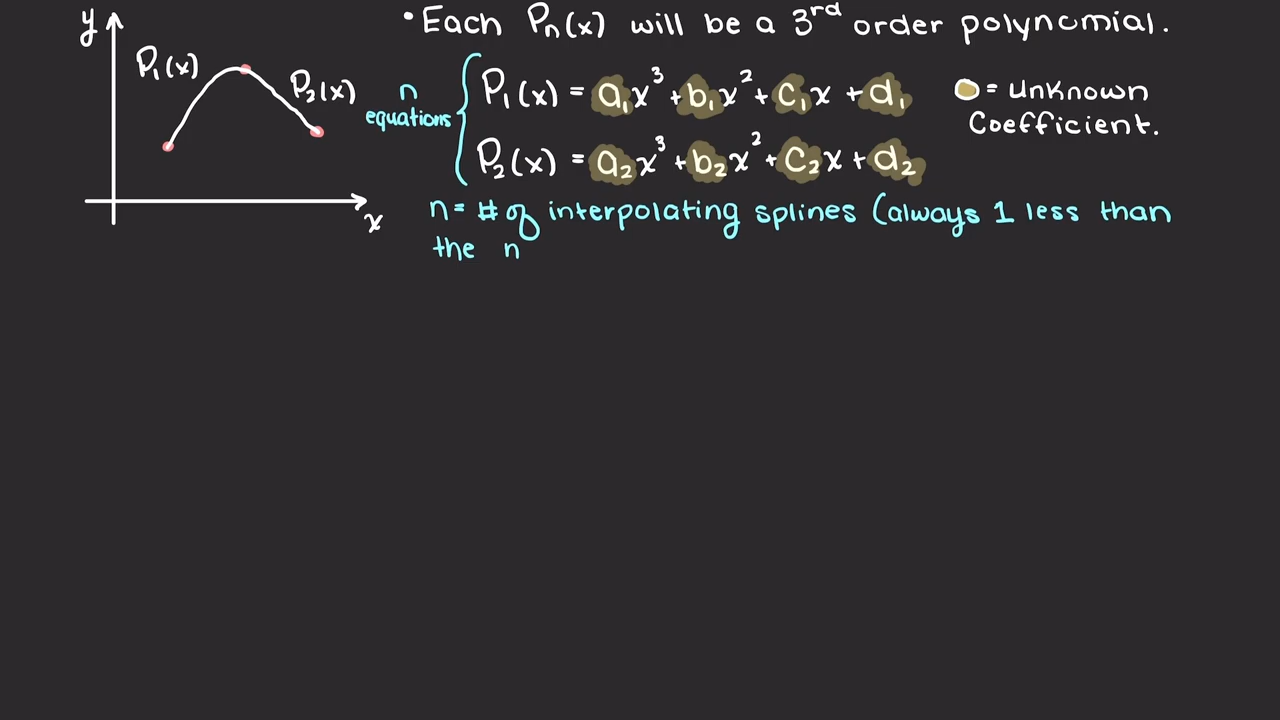 y
P₁(x)
P₂(x)
x
• Each Pₙ(x) will be a 3ʳᵈ order polynomial.
n
equations
P₁(x) = a₁x³ + b₁x² + c₁x + d₁
P₂(x) = a₂x³ + b₂x² + c₂x + d₂
= Unknown
Coefficient.
n = # of interpolating splines (always 1 less than
the n